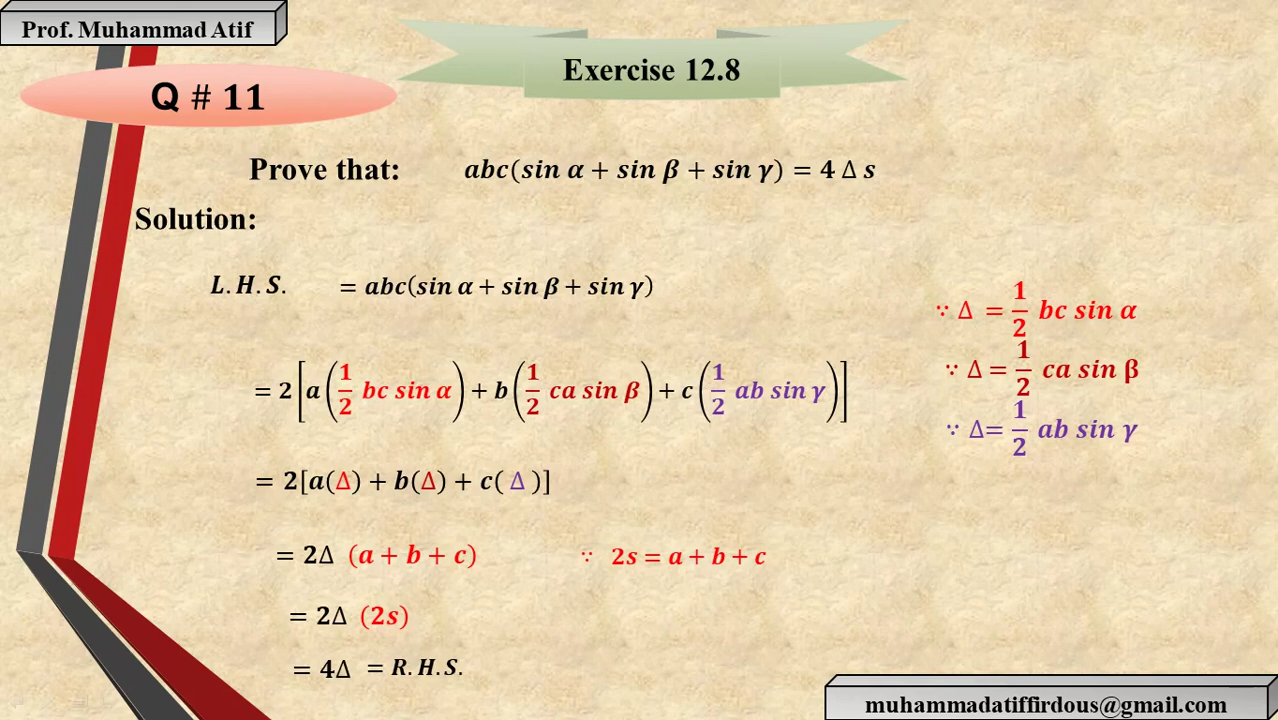 Prof. Muhammad Atif
Exercise 12.8
Q # 11
Prove that: abc(sin α + sin β + sin γ) = 4 Δ s
Solution:
L.H.S. = abc(sin α + sin β + sin γ)
= 2[a(1/2 bc sin α) + b(1/2 ca sin β) + c(1/2 ab sin γ)]
∵ Δ = 1/2 bc sin α
∵ Δ = 1/2 ca sin β
∵ Δ= 1/2 ab sin γ
= 2[a(Δ) + b(Δ) + c( Δ )]
= 2Δ (a + b + c) ∵ 2s = a + b + c
= 2Δ (2s)
= 4Δ = R.H.S.
muhammadatiffirdous@gmail.com